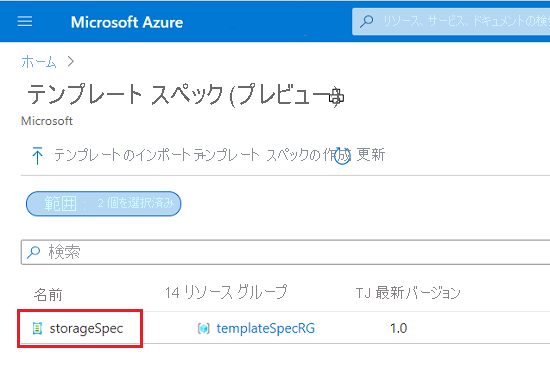 Microsoft Azure
リソース、サービス、ドキュメントの検
ホーム
テンプレート スペック (プレビュー)
Microsoft
テンプレートのインポート テンプレート スペックの作成 更新
範囲: 2 個を選択済み
検索
名前 14 リソース グループ TJ 最新バージョン
storageSpec templateSpecRG 1.0